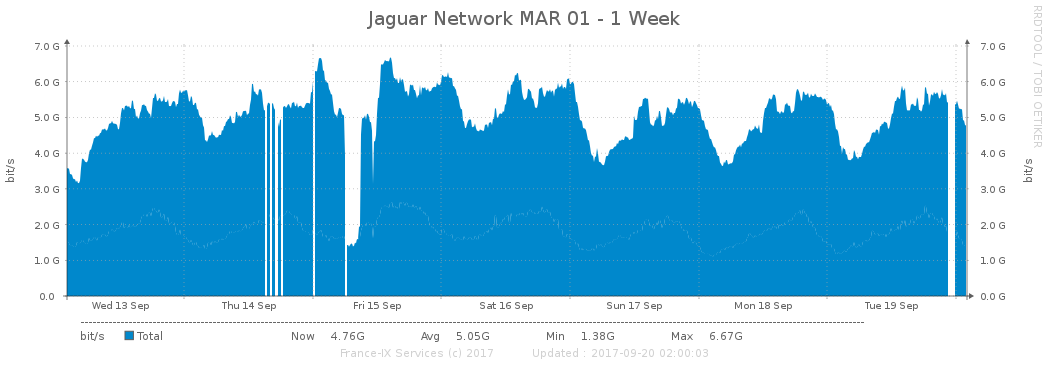 Jaguar Network MAR 01 - 1 Week
RRDTOOL / TOBI OETIKER
7.0 G 7.0 G
6.0 G 6.0 G
5.0 G 5.0 G
4.0 G 4.0 G
3.0 G 3.0 G
2.0 G 2.0 G
1.0 G 1.0 G
0.0 0.0 G
bit/s bit/s
Wed 13 Sep Thu 14 Sep Fri 15 Sep Sat 16 Sep Sun 17 Sep Mon 18 Sep Tue 19 Sep
bit/s Total Now 4.76G Avg 5.05G Min 1.38G Max 6.67G
France-IX Services (c) 2017 Updated : 2017-09-20 02:00:03